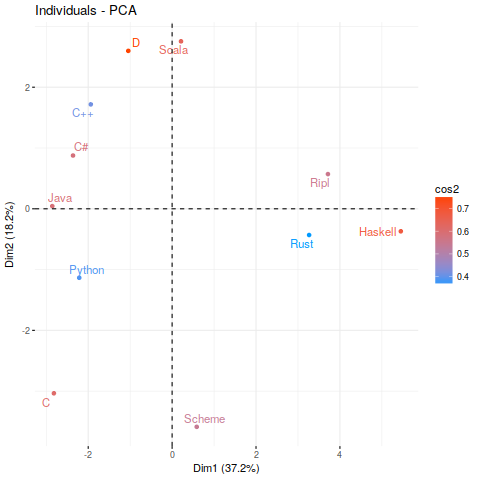 Individuals - PCA
D
Scala
C++
C#
Ripl
Java
Rust
Haskell
Python
C
Scheme
2
0
-2
-2
0
2
4
Dim1 (37.2%)
Dim2 (18.2%)
cos2
0.7
0.6
0.5
0.4